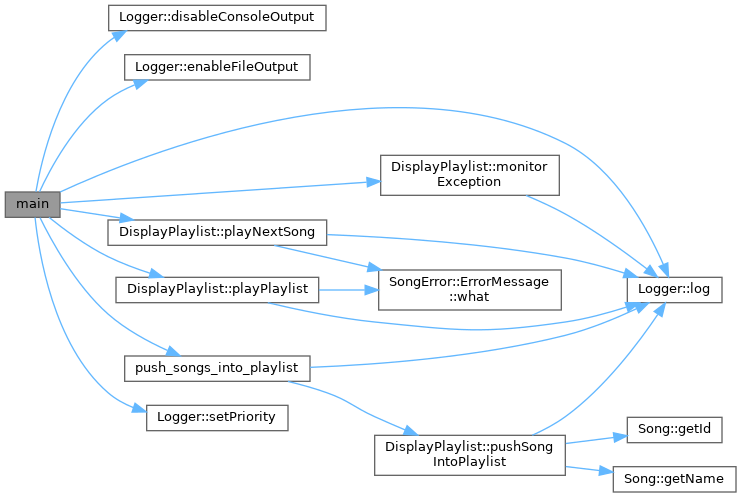 Logger::disableConsoleOutput
Logger::enableFileOutput
DisplayPlaylist::monitor
Exception
main
DisplayPlaylist::playNextSong
DisplayPlaylist::playPlaylist
SongError::ErrorMessage
::what
Logger::log
push_songs_into_playlist
Logger::setPriority
DisplayPlaylist::pushSong
IntoPlaylist
Song::getId
Song::getName